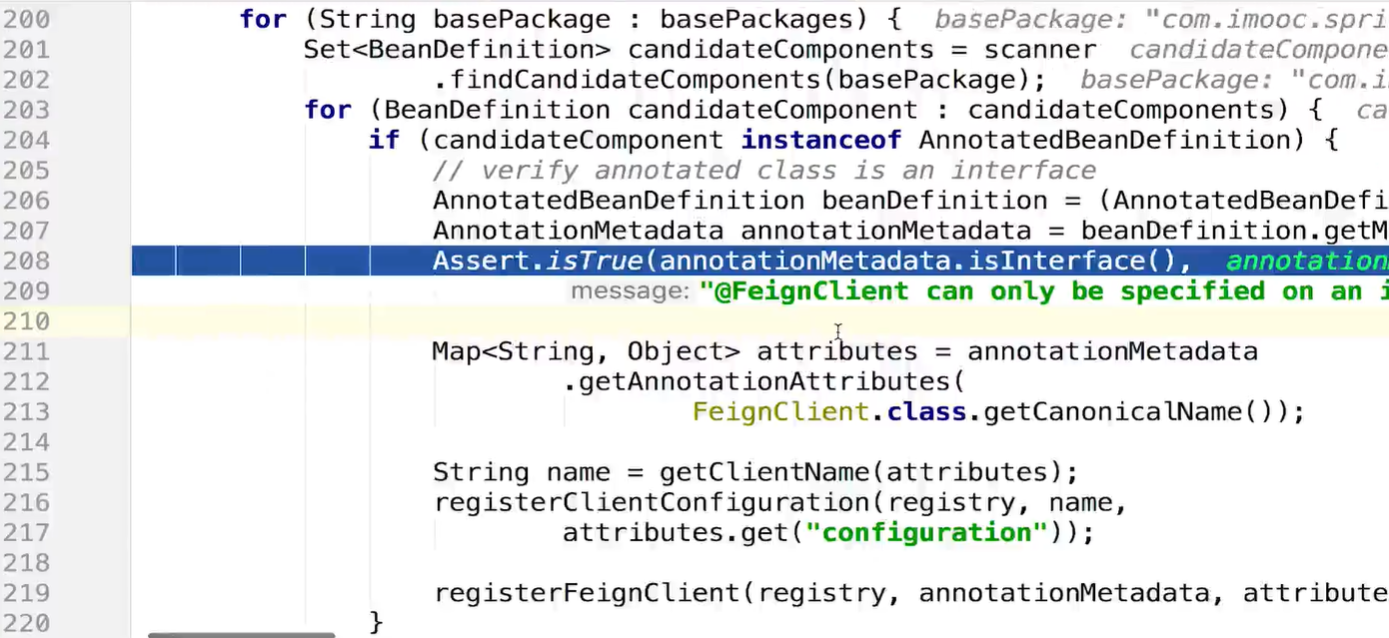 200 for (String basePackage : basePackages) { basePackage: "com.imooc.spri
201 Set<BeanDefinition> candidateComponents = scanner candidateCompone
202 .findCandidateComponents(basePackage); basePackage: "com.i
203 for (BeanDefinition candidateComponent : candidateComponents) { ca
204 if (candidateComponent instanceof AnnotatedBeanDefinition) {
205 // verify annotated class is an interface
206 AnnotatedBeanDefinition beanDefinition = (AnnotatedBeanDefi
207 AnnotationMetadata annotationMetadata = beanDefinition.getM
208 Assert.isTrue(annotationMetadata.isInterface(), annotation
209 message: "@FeignClient can only be specified on an i
210
211 Map<String, Object> attributes = annotationMetadata
212 .getAnnotationAttributes(
213 FeignClient.class.getCanonicalName());
214
215 String name = getClientName(attributes);
216 registerClientConfiguration(registry, name,
217 attributes.get("configuration"));
218
219 registerFeignClient(registry, annotationMetadata, attribute
220 }